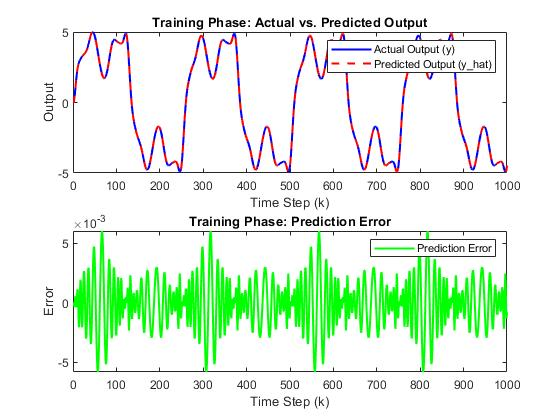 Training Phase: Actual vs. Predicted Output
5
0
-5
Output
Actual Output (y)
Predicted Output (y_hat)
0 100 200 300 400 500 600 700 800 900 1000
Time Step (k)
Training Phase: Prediction Error
×10-3
5
0
-5
Error
Prediction Error
0 100 200 300 400 500 600 700 800 900 1000
Time Step (k)